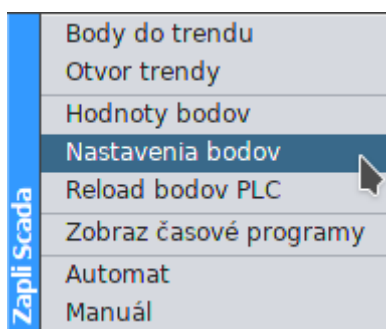 Body do trendu
Otvor trendy
Hodnoty bodov
Nastavenia bodov
Reload bodov PLC
Zobraz časové programy
Automat
Manuál
Zapli Scada